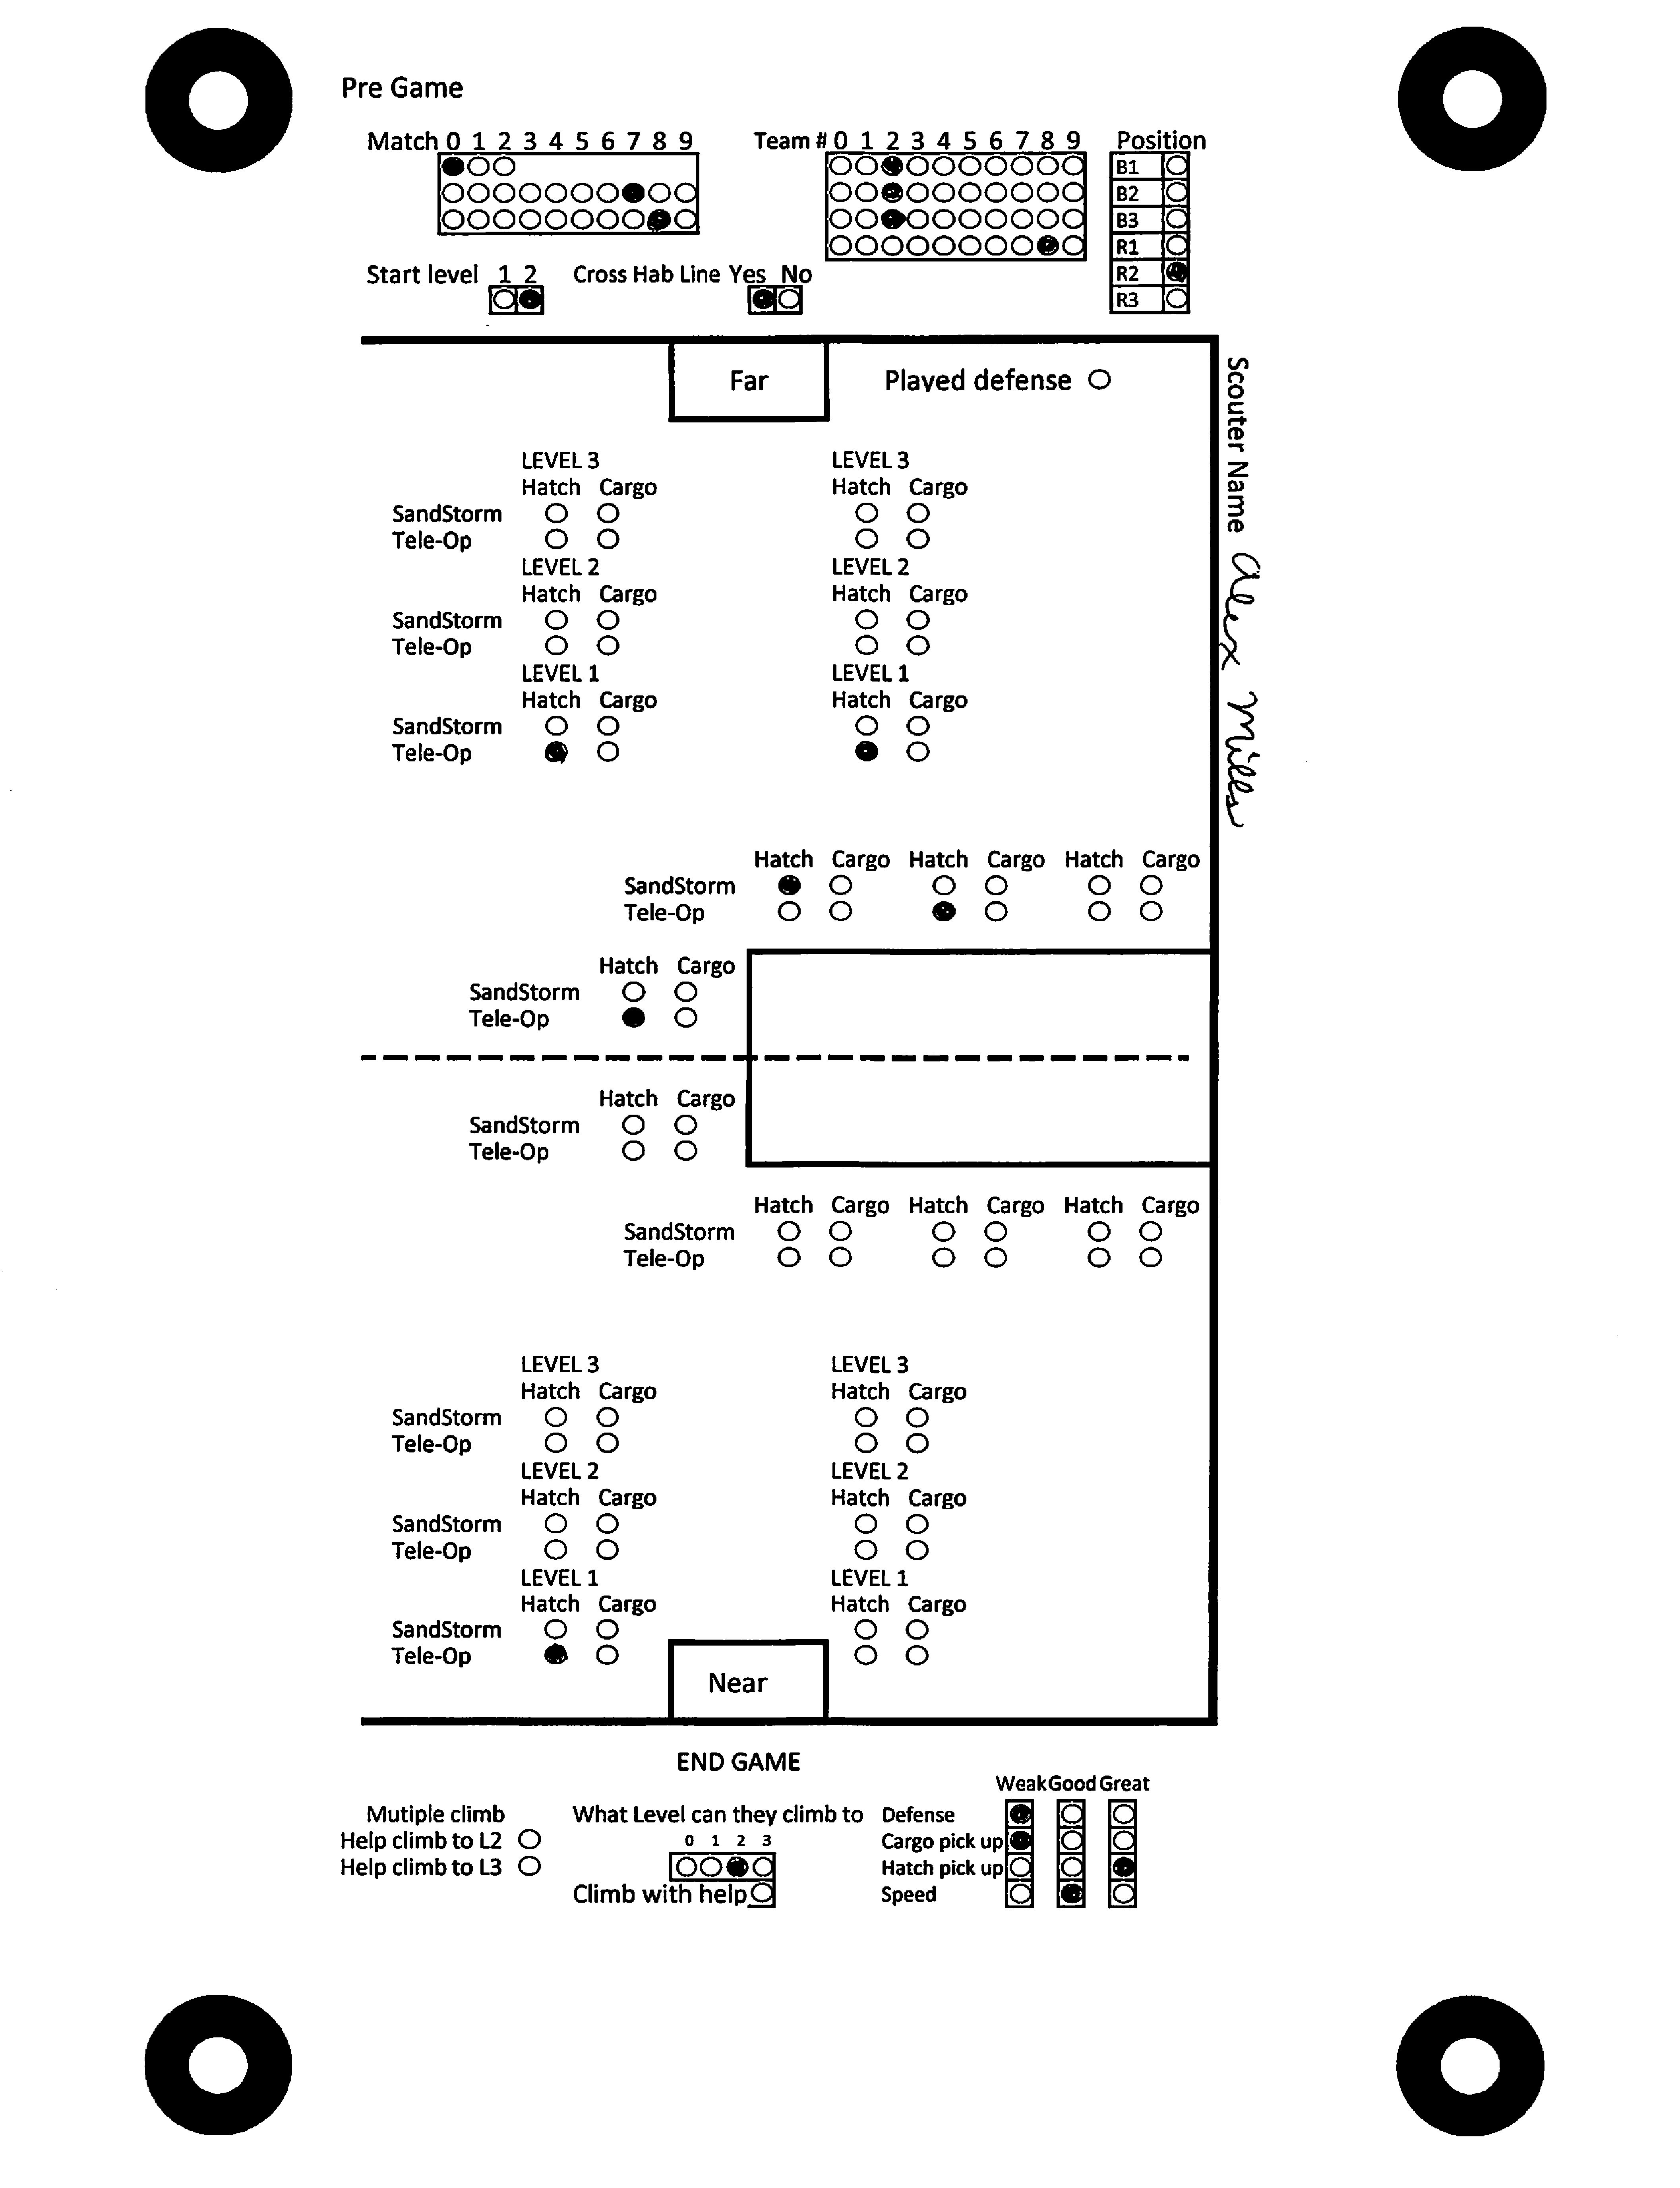 Pre Game
Match 0 1 2 3 4 5 6 7 8 9
Team # 0 1 2 3 4 5 6 7 8 9
Position
B1
B2
B3
R1
R2
R3
Start level 1 2
Cross Hab Line Yes No
Far
Played defense
Scouter Name Alex Mills
LEVEL 3 LEVEL 3
Hatch Cargo Hatch Cargo
SandStorm
Tele-Op
LEVEL 2 LEVEL 2
Hatch Cargo Hatch Cargo
SandStorm
Tele-Op
LEVEL 1 LEVEL 1
Hatch Cargo Hatch Cargo
SandStorm
Tele-Op
Hatch Cargo Hatch Cargo Hatch Cargo
SandStorm
Tele-Op
Hatch Cargo
SandStorm
Tele-Op
Hatch Cargo
SandStorm
Tele-Op
Hatch Cargo Hatch Cargo Hatch Cargo
SandStorm
Tele-Op
LEVEL 3 LEVEL 3
Hatch Cargo Hatch Cargo
SandStorm
Tele-Op
LEVEL 2 LEVEL 2
Hatch Cargo Hatch Cargo
SandStorm
Tele-Op
LEVEL 1 LEVEL 1
Hatch Cargo Hatch Cargo
SandStorm
Tele-Op
Near
END GAME
Mutiple climb
Help climb to L2
Help climb to L3
What Level can they climb to
0 1 2 3
Climb with help
Weak Good Great
Defense
Cargo pick up
Hatch pick up
Speed